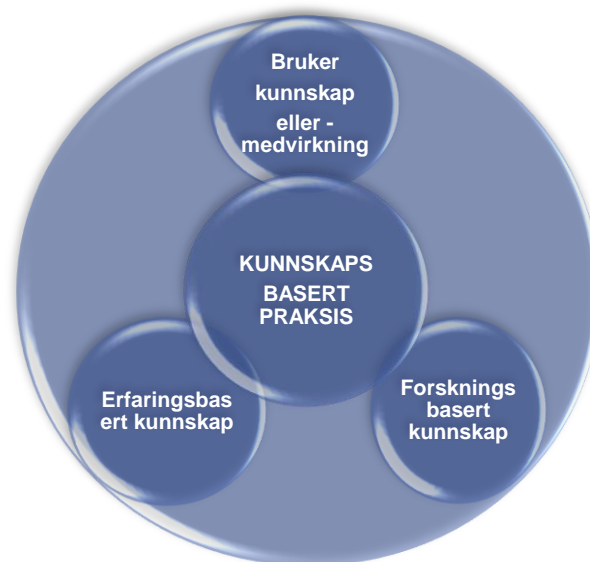 Bruker
kunnskap
eller -
medvirkning
KUNNSKAPS
BASERT
PRAKSIS
Erfaringsbas
ert kunnskap
Forsknings
basert
kunnskap